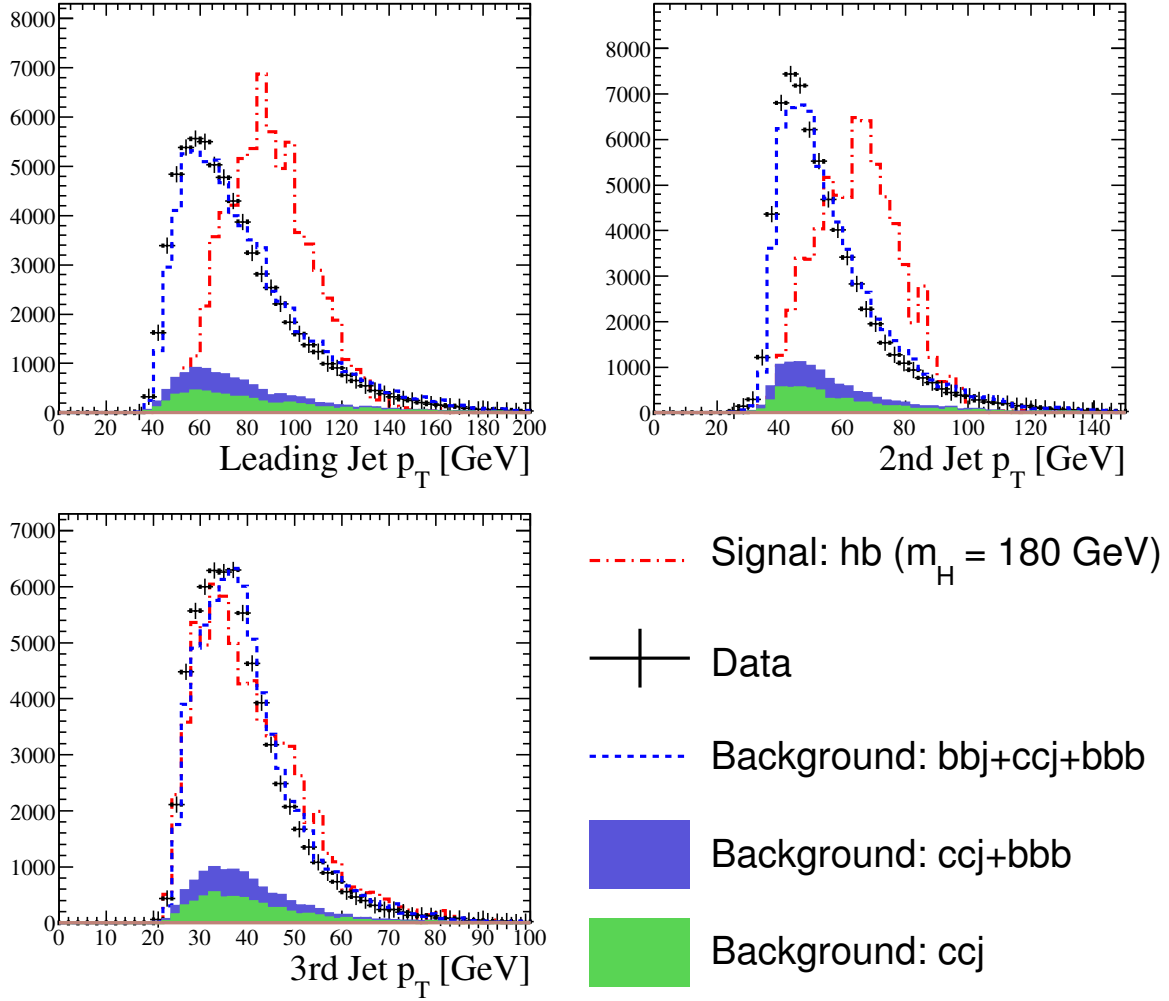 8000
7000
6000
5000
4000
3000
2000
1000
0
0 20 40 60 80 100 120 140 160 180 200
Leading Jet p_T [GeV]
8000
7000
6000
5000
4000
3000
2000
1000
0
0 20 40 60 80 100 120 140
2nd Jet p_T [GeV]
7000
6000
5000
4000
3000
2000
1000
0
0 10 20 30 40 50 60 70 80 90 100
3rd Jet p_T [GeV]
Signal: hb (m_H = 180 GeV)
Data
Background: bbj+ccj+bbb
Background: ccj+bbb
Background: ccj